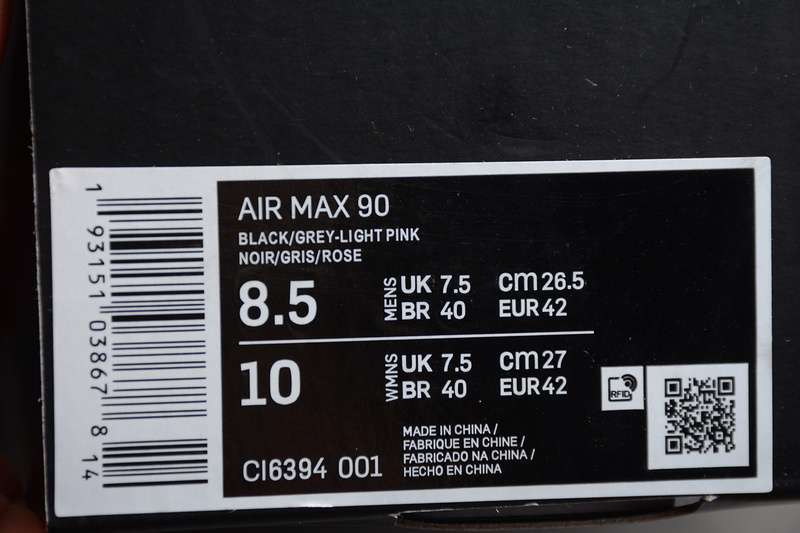 1 93151 03867 8 14
AIR MAX 90
BLACK/GREY-LIGHT PINK
NOIR/GRIS/ROSE
8.5
MENS
UK 7.5 CM 26.5
BR 40 EUR 42
10
WMNS
UK 7.5 CM 27
BR 40 EUR 42
RFID
CI6394 001
MADE IN CHINA /
FABRIQUE EN CHINE /
FABRICADO NA CHINA /
HECHO EN CHINA